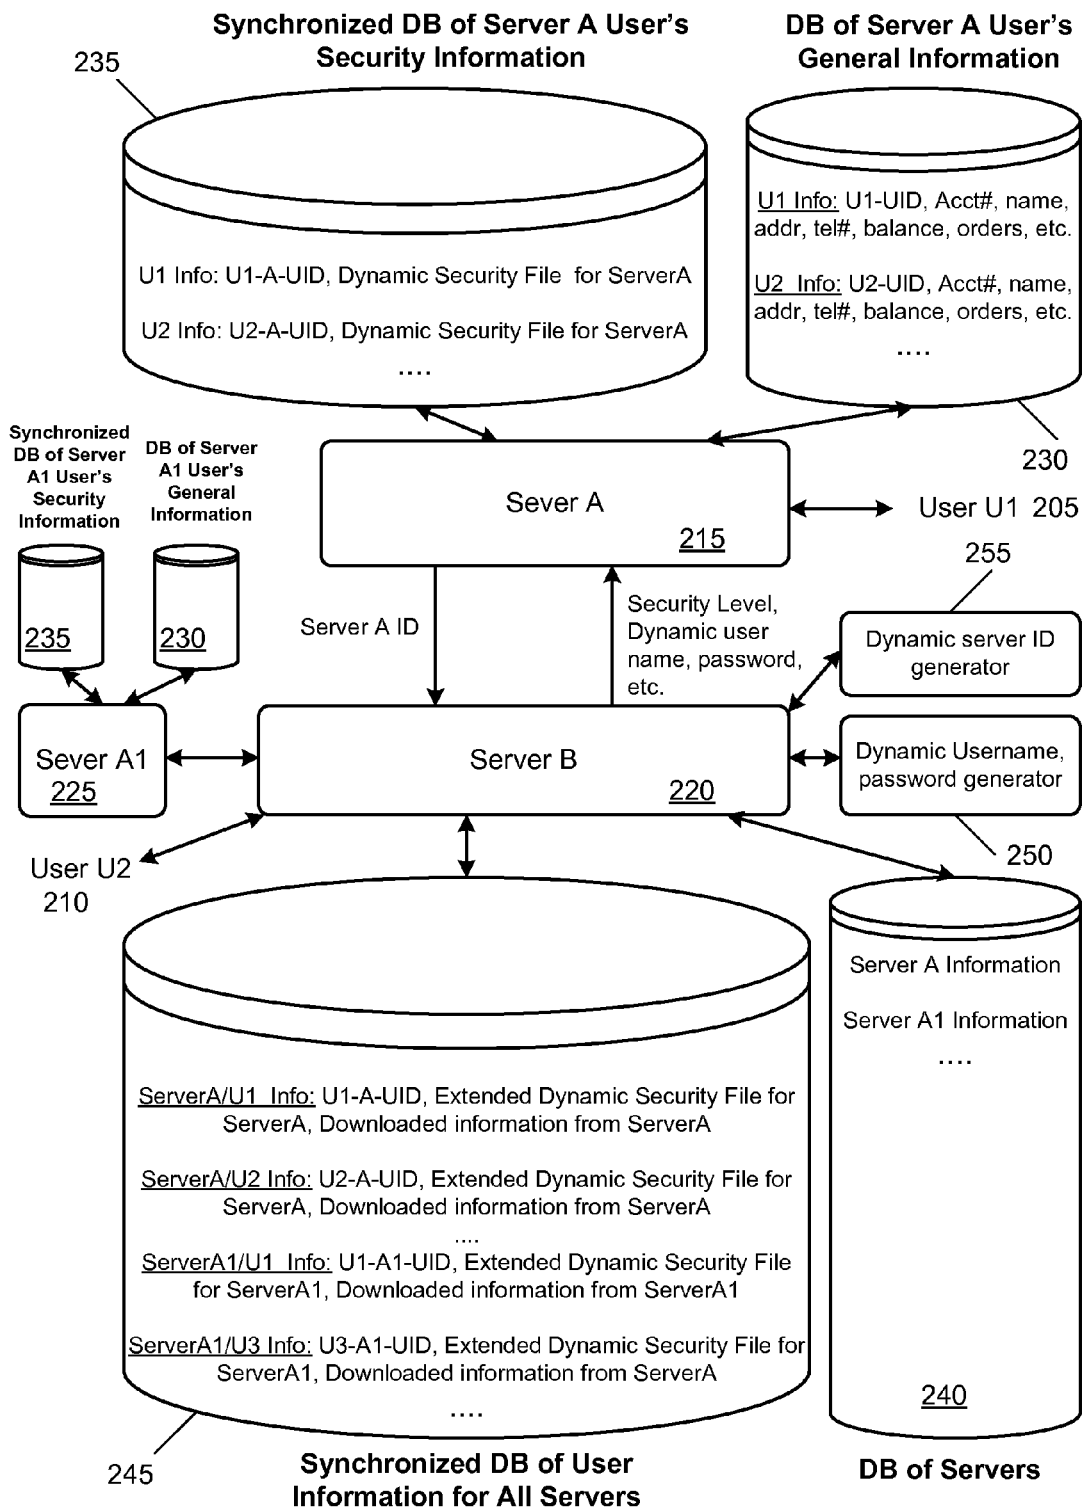 Synchronized DB of Server A User's
Security Information
DB of Server A User's
General Information
235
U1 Info: U1-UID, Acct#, name,
addr, tel#, balance, orders, etc.
U2 Info: U2-UID, Acct#, name,
addr, tel#, balance, orders, etc.
....
U1 Info: U1-A-UID, Dynamic Security File for ServerA
U2 Info: U2-A-UID, Dynamic Security File for ServerA
....
230
Synchronized
DB of Server
A1 User's
Security
Information
DB of Server
A1 User's
General
Information
Sever A
215
User U1 205
255
235
230
Server A ID
Security Level,
Dynamic user
name, password,
etc.
Dynamic server ID
generator
Sever A1
225
Server B
220
Dynamic Username,
password generator
250
User U2
210
Server A Information
Server A1 Information
....
240
ServerA/U1 Info: U1-A-UID, Extended Dynamic Security File for
ServerA, Downloaded information from ServerA
ServerA/U2 Info: U2-A-UID, Extended Dynamic Security File for
ServerA, Downloaded information from ServerA
....
ServerA1/U1 Info: U1-A1-UID, Extended Dynamic Security File
for ServerA1, Downloaded information from ServerA1
ServerA1/U3 Info: U3-A1-UID, Extended Dynamic Security File for
ServerA1, Downloaded information from ServerA
....
245
Synchronized DB of User
Information for All Servers
DB of Servers